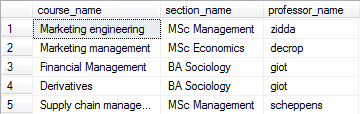 course_name section_name professor_name
1 Marketing engineering MSc Management zidda
2 Marketing management MSc Economics decrop
3 Financial Management BA Sociology giot
4 Derivatives BA Sociology giot
5 Supply chain manage... MSc Management scheppens